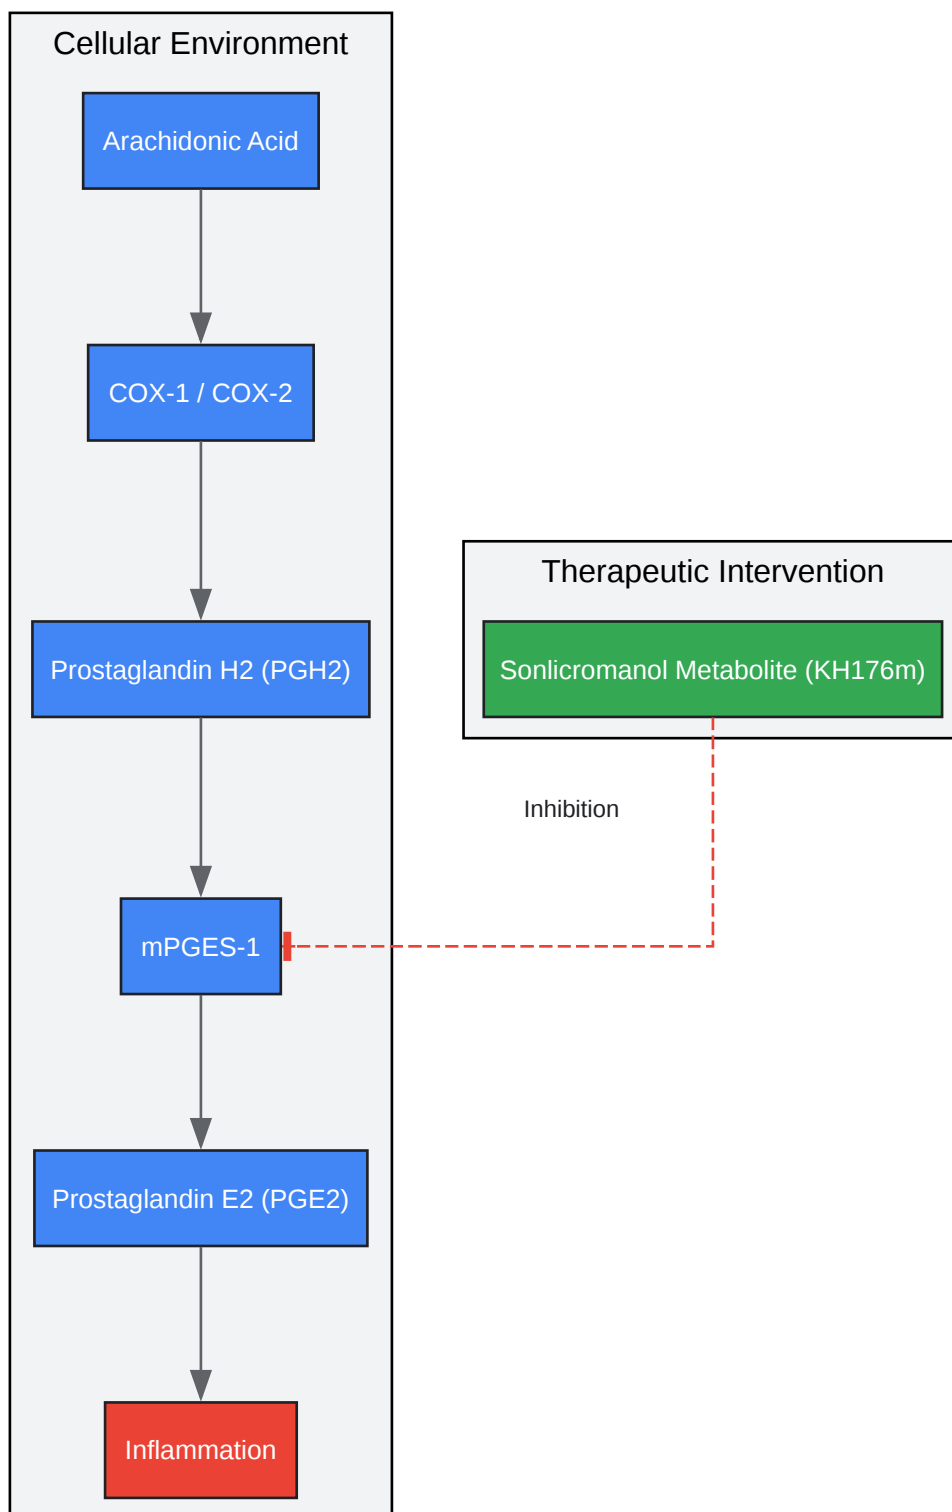 Cellular Environment
Arachidonic Acid
COX-1 / COX-2
Prostaglandin H2 (PGH2)
Therapeutic Intervention
Sonlicromanol Metabolite (KH176m)
Inhibition
mPGES-1
Prostaglandin E2 (PGE2)
Inflammation